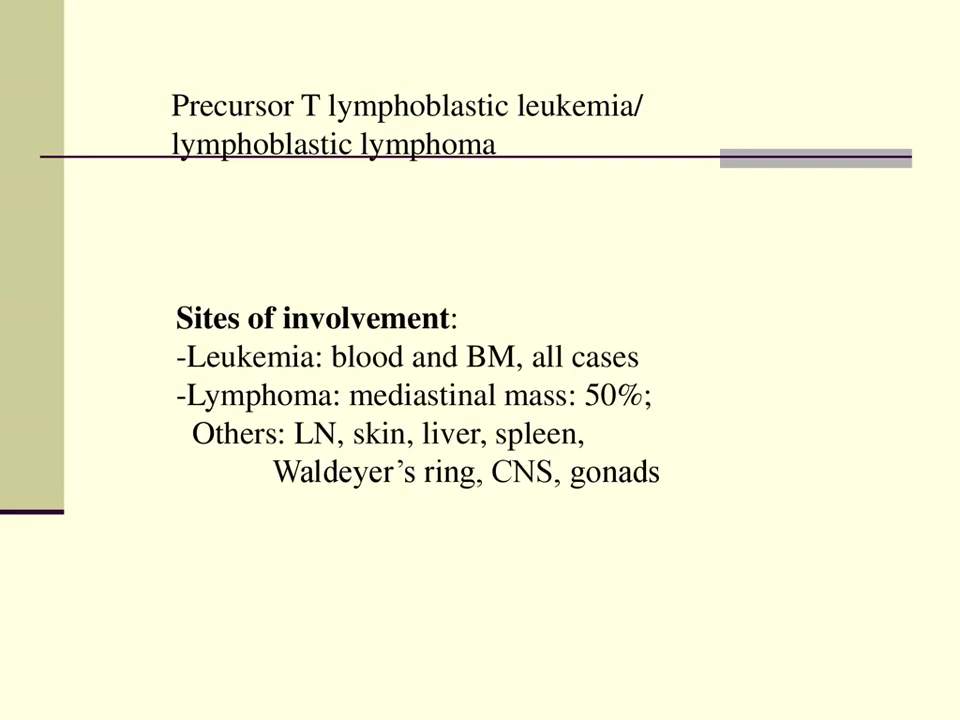 Precursor T lymphoblastic leukemia/
lymphoblastic lymphoma
Sites of involvement:
-Leukemia: blood and BM, all cases
-Lymphoma: mediastinal mass: 50%;
Others: LN, skin, liver, spleen,
Waldeyer’s ring, CNS, gonads